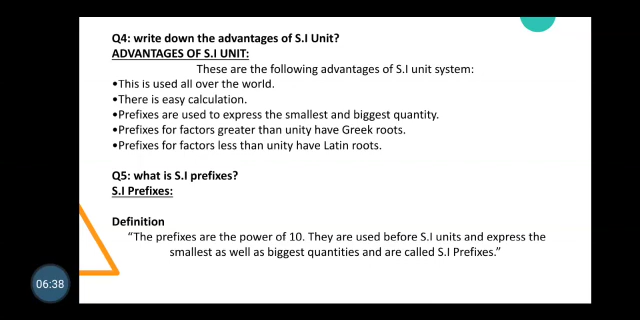 Q4: write down the advantages of S.I Unit?
ADVANTAGES OF S.I UNIT:
These are the following advantages of S.I unit system:
•This is used all over the world.
•There is easy calculation.
•Prefixes are used to express the smallest and biggest quantity.
•Prefixes for factors greater than unity have Greek roots.
•Prefixes for factors less than unity have Latin roots.
Q5: what is S.I prefixes?
S.I Prefixes:
Definition
“The prefixes are the power of 10. They are used before S.I units and express the
smallest as well as biggest quantities and are called S.I Prefixes.”
06:38